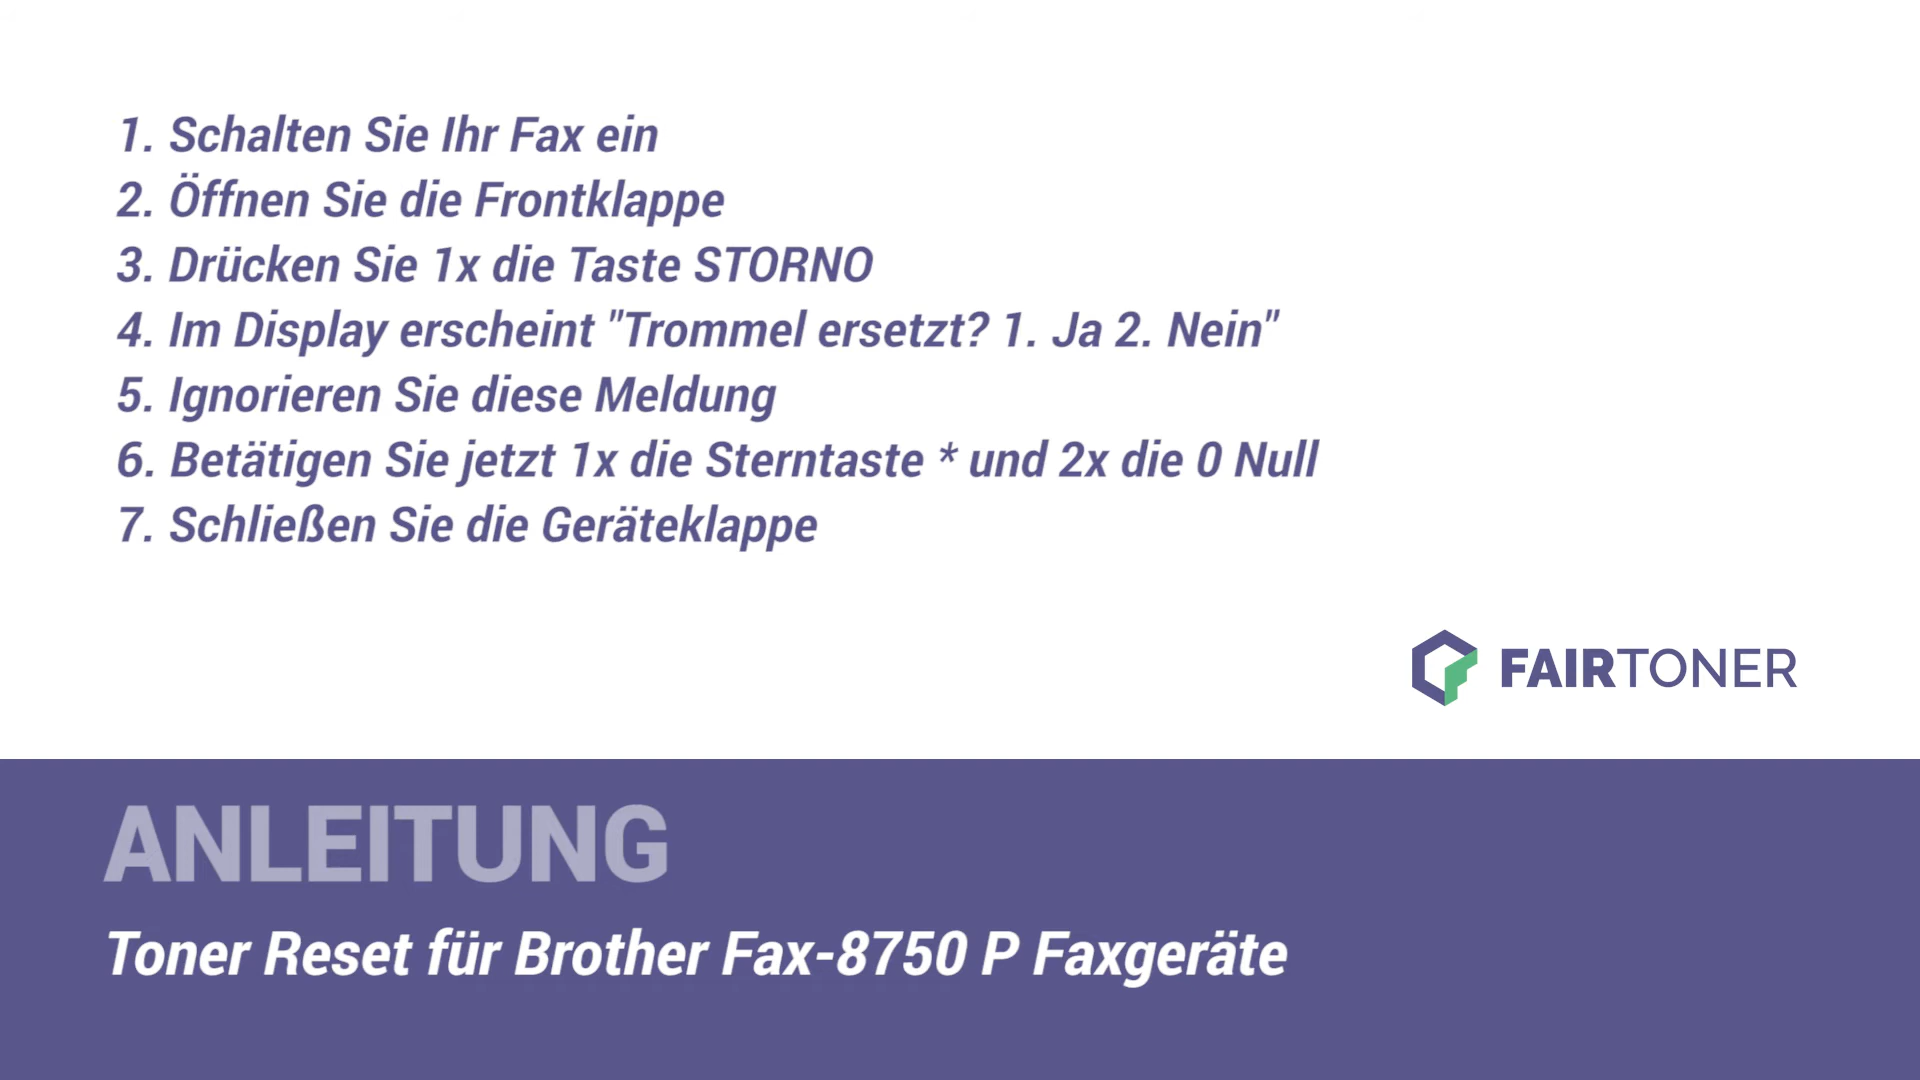 1. Schalten Sie Ihr Fax ein
2. Öffnen Sie die Frontklappe
3. Drücken Sie 1x die Taste STORNO
4. Im Display erscheint "Trommel ersetzt? 1. Ja 2. Nein"
5. Ignorieren Sie diese Meldung
6. Betätigen Sie jetzt 1x die Sterntaste * und 2x die 0 Null
7. Schließen Sie die Geräteklappe
FAIRTONER
ANLEITUNG
Toner Reset für Brother Fax-8750 P Faxgeräte